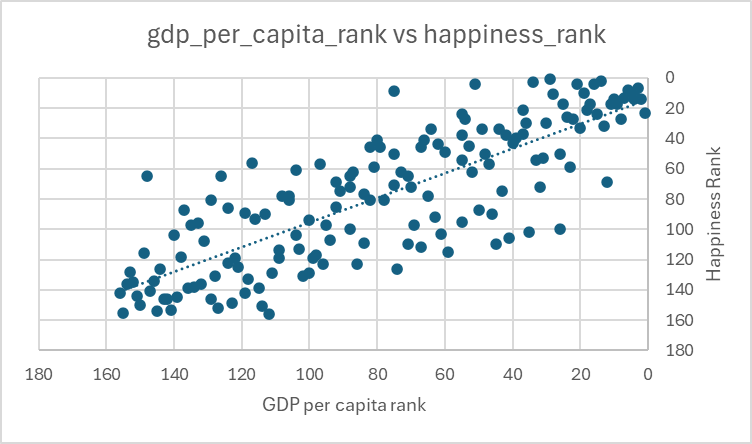 gdp_per_capita_rank vs happiness_rank
0
20
40
60
80
100
120
140
160
180
Happiness Rank
180 160 140 120 100 80 60 40 20 0
GDP per capita rank